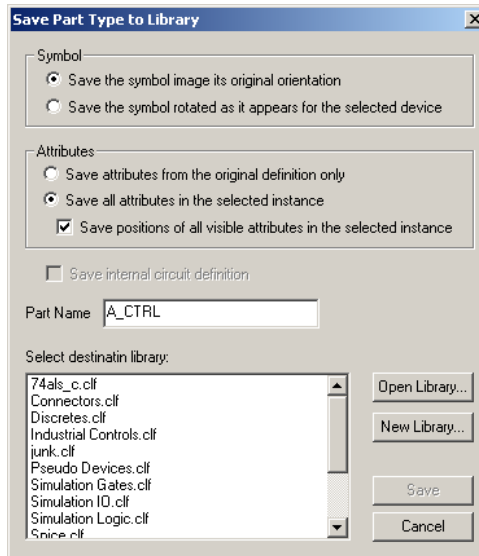 Save Part Type to Library
Symbol
Save the symbol image its original orientation
Save the symbol rotated as it appears for the selected device
Attributes
Save attributes from the original definition only
Save all attributes in the selected instance
Save positions of all visible attributes in the selected instance
Save internal circuit definition
Part Name A_CTRL
Select destinatin library:
74als_c.clf
Connectors.clf
Discretes.clf
Industrial Controls.clf
junk.clf
Pseudo Devices.clf
Simulation Gates.clf
Simulation IO.clf
Simulation Logic.clf
Spice.clf
Open Library...
New Library...
Save
Cancel